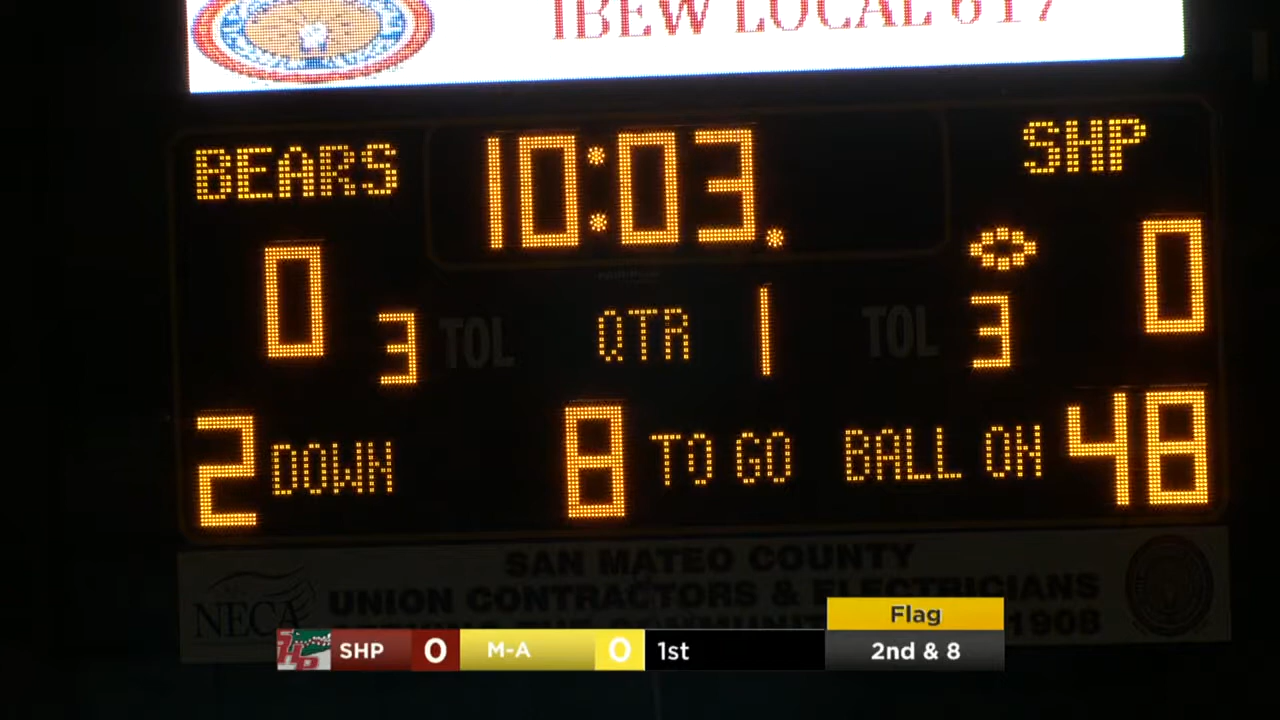 IBEW LOCAL 617
BEARS 10:03. SHP
0 3 TOL QTR 1 TOL 3 0
2 DOWN 8 TO GO BALL ON 48
SAN MATEO COUNTY
NECA UNION CONTRACTORS & ELECTRICIANS
1908
Flag
SHP 0 M-A 0 1st 2nd & 8